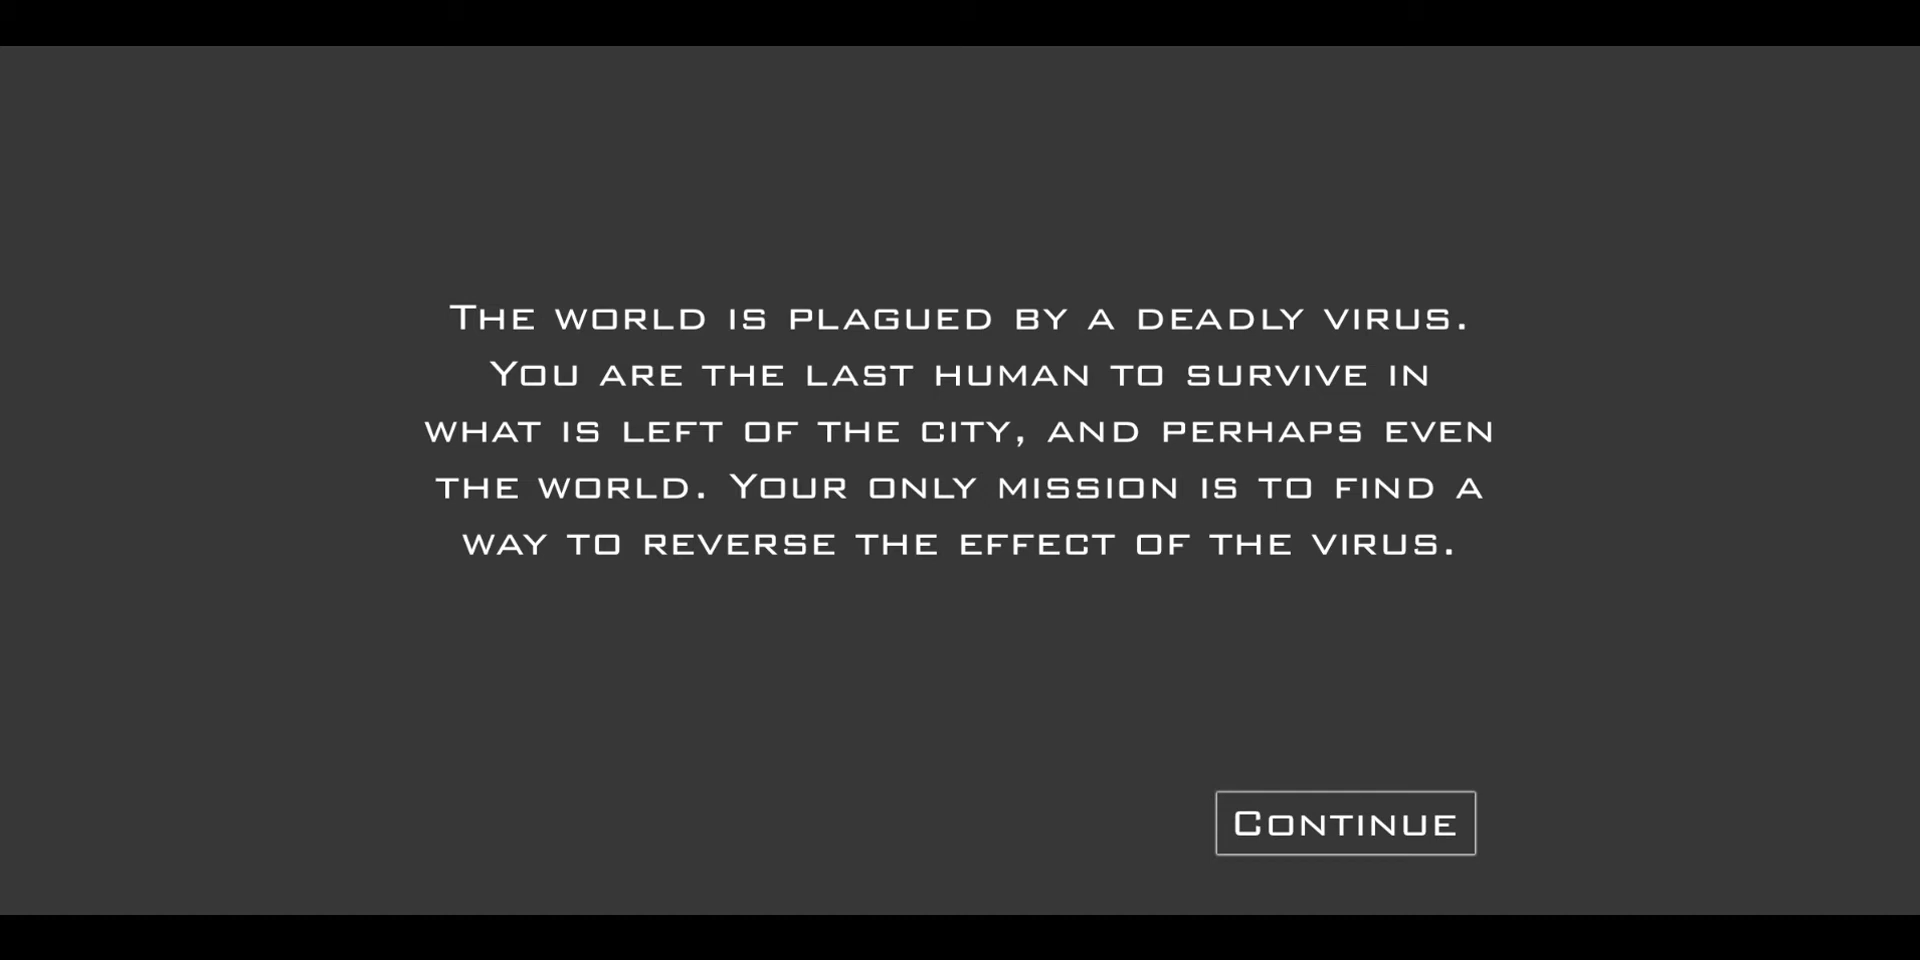 The world is plagued by a deadly virus.
You are the last human to survive in
what is left of the city, and perhaps even
the world. Your only mission is to find a
way to reverse the effect of the virus.
Continue